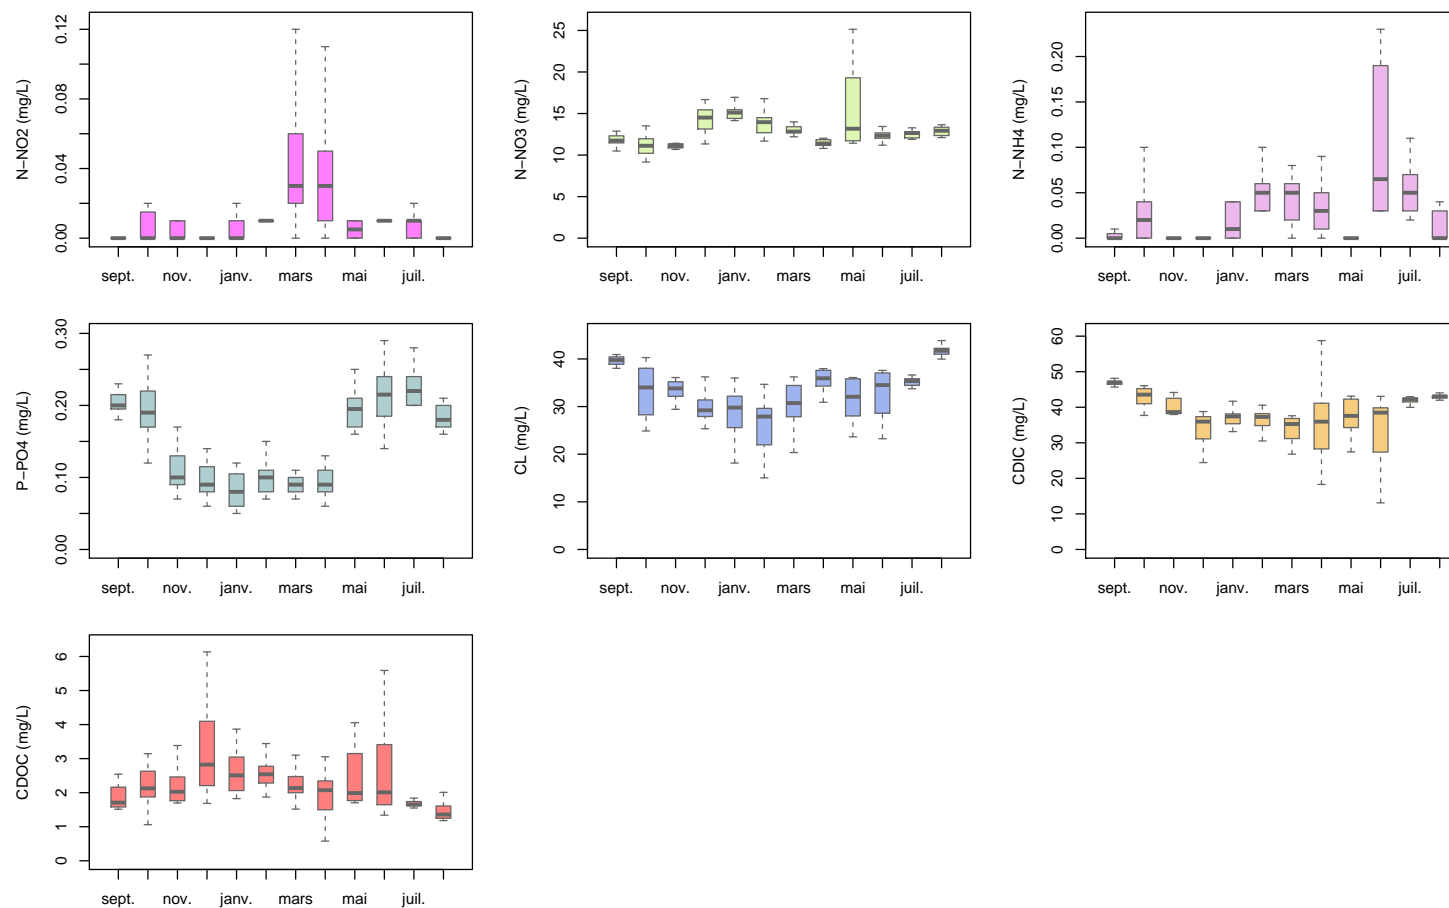 N−NO2 (mg/L)
0.00 0.04 0.08 0.12
sept. nov. janv. mars mai juil.
N−NO3 (mg/L)
0 5 10 15 20 25
sept. nov. janv. mars mai juil.
N−NH4 (mg/L)
0.00 0.05 0.10 0.15 0.20
sept. nov. janv. mars mai juil.
P−PO4 (mg/L)
0.00 0.10 0.20 0.30
sept. nov. janv. mars mai juil.
CL (mg/L)
0 10 20 30 40
sept. nov. janv. mars mai juil.
CDIC (mg/L)
0 10 20 30 40 50 60
sept. nov. janv. mars mai juil.
CDOC (mg/L)
0 1 2 3 4 5 6
sept. nov. janv. mars mai juil.